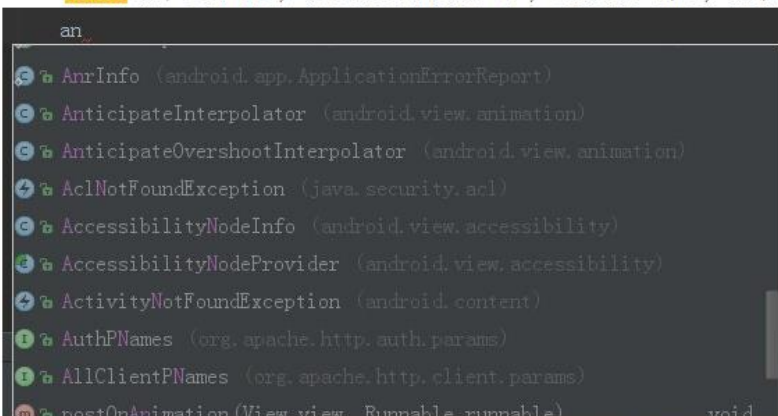 an
AnrInfo (android.app.ApplicationErrorReport)
AnticipateInterpolator (android.view.animation)
AnticipateOvershootInterpolator (android.view.animation)
AclNotFoundException (java.security.acl)
AccessibilityNodeInfo (android.view.accessibility)
AccessibilityNodeProvider (android.view.accessibility)
ActivityNotFoundException (android.content)
AuthPNames (org.apache.http.auth.params)
AllClientPNames (org.apache.http.client.params)
postOnAnimation(View view, Runnable runnable) void